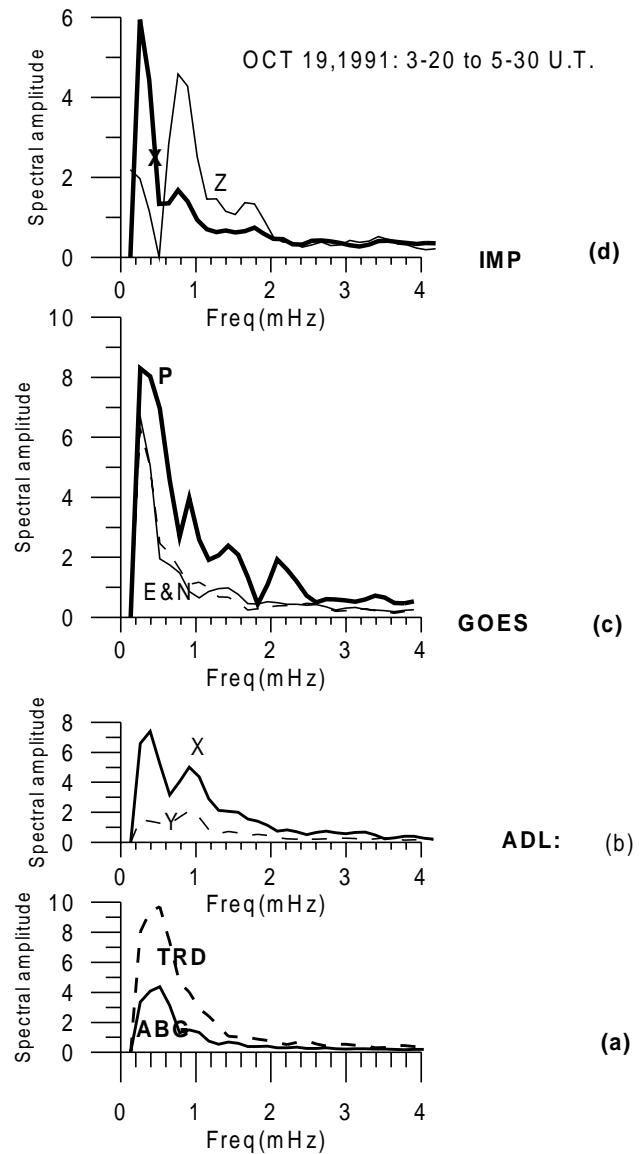 OCT 19,1991: 3-20 to 5-30 U.T.
Spectral amplitude
6
4
2
0
X
Z
0 1 2 3 4
Freq(mHz)
IMP (d)
Spectral amplitude
10
8
6
4
2
0
P
E&N
0 1 2 3 4
Freq(mHz)
GOES (c)
Spectral amplitude
8
6
4
2
0
X
Y
0 1 2 3 4
Freq(mHz)
ADL: (b)
Spectral amplitude
10
8
6
4
2
0
TRD
ABG
(a)
0 1 2 3 4
Freq(mHz)